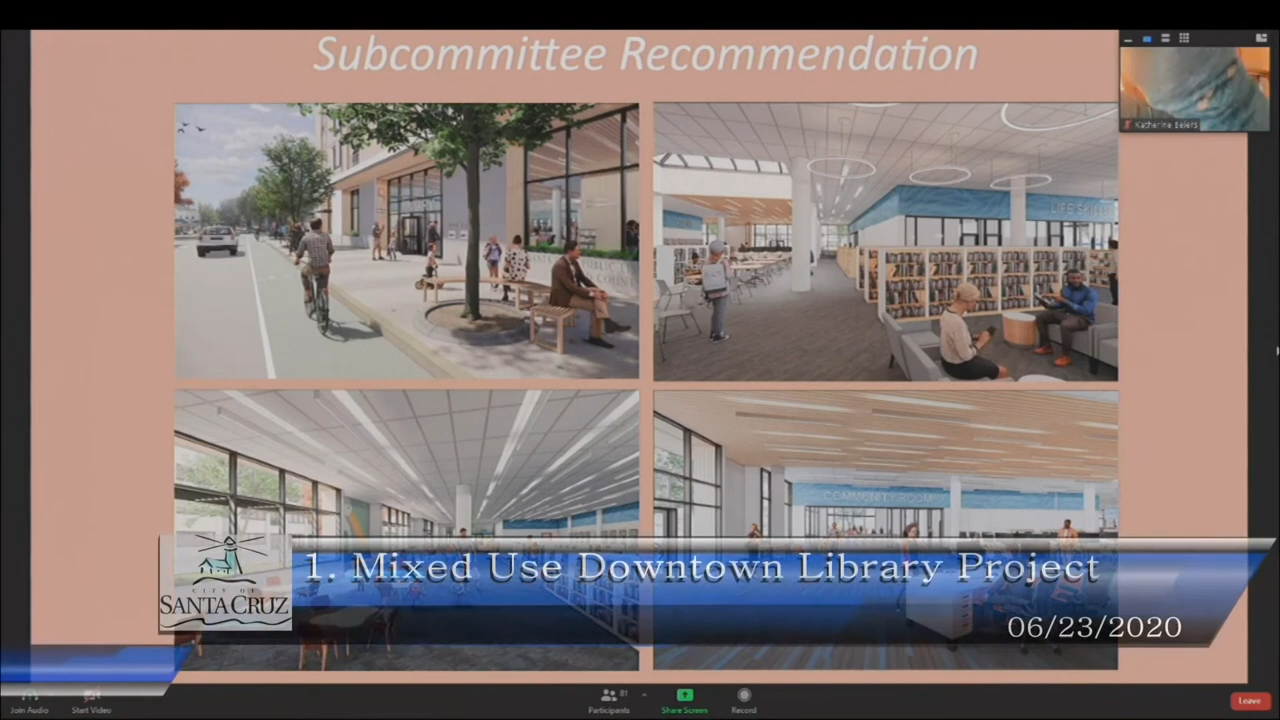 Subcommittee Recommendation
Katherine Beiers
LIFE SKILLS
COMMUNITY ROOM
1. Mixed Use Downtown Library Project
CITY OF
SANTA CRUZ
06/23/2020
Join Audio
Start Video
Participants
81
Share Screen
Record
Leave